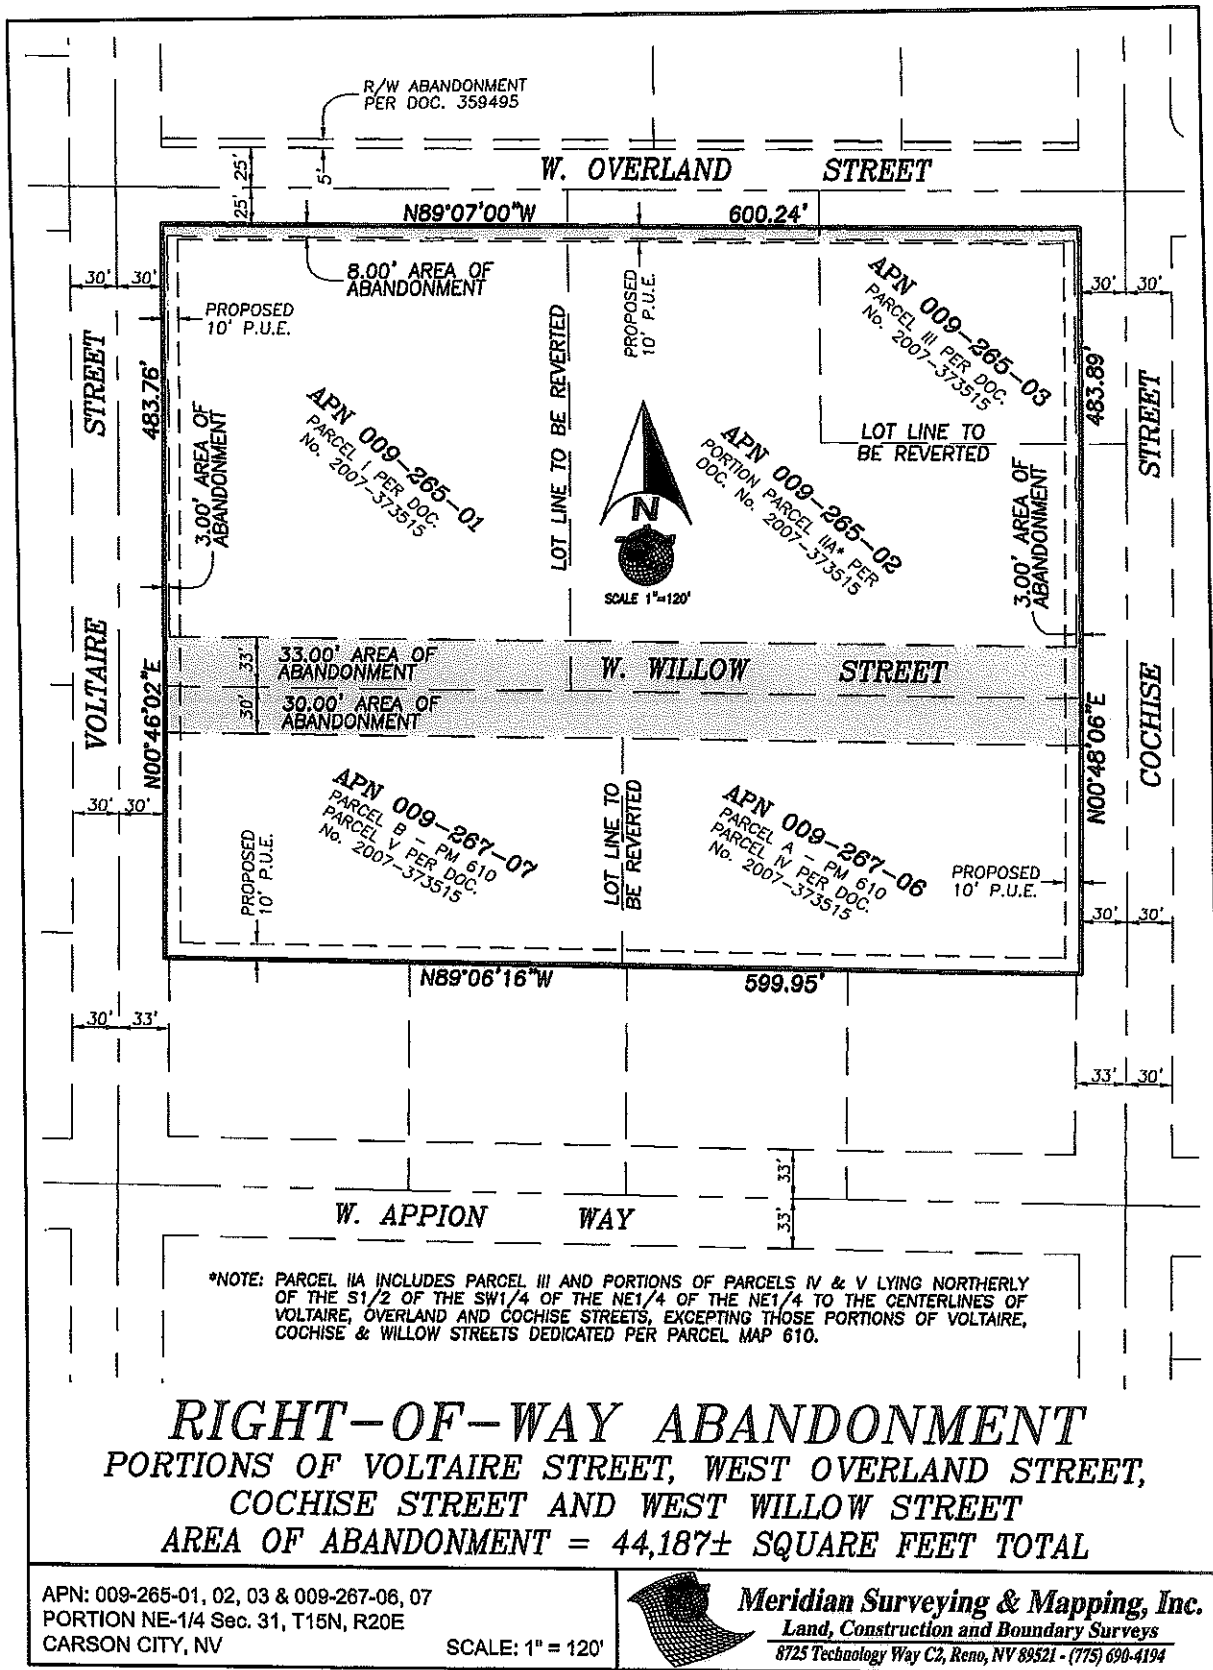 R/W ABANDONMENT
PER DOC. 359495
W. OVERLAND STREET
25'
25'
5'
N89°07'00"W
600.24'
8.00' AREA OF
ABANDONMENT
30'
30'
PROPOSED
10' P.U.E.
PROPOSED
10' P.U.E.
30'
30'
VOLTAIRE STREET
483.76'
3.00' AREA OF
ABANDONMENT
APN 009-265-01
PARCEL I PER DOC.
No. 2007-373515
LOT LINE TO BE REVERTED
APN 009-265-03
PARCEL III PER DOC.
No. 2007-373515
LOT LINE TO
BE REVERTED
483.89'
COCHISE STREET
N
SCALE 1"=120'
APN 009-265-02
PORTION PARCEL IIA* PER
DOC. No. 2007-373515
3.00' AREA OF
ABANDONMENT
33'
33.00' AREA OF
ABANDONMENT
W. WILLOW STREET
30'
30.00' AREA OF
ABANDONMENT
N00°46'02"E
N00°48'06"E
30'
30'
APN 009-267-07
PARCEL B - PM 610
PARCEL V PER DOC.
No. 2007-373515
LOT LINE TO
BE REVERTED
APN 009-267-06
PARCEL A - PM 610
PARCEL IV PER DOC.
No. 2007-373515
PROPOSED
10' P.U.E.
PROPOSED
10' P.U.E.
30'
30'
N89°06'16"W
599.95'
30'
33'
33'
30'
33'
33'
W. APPION WAY
*NOTE: PARCEL IIA INCLUDES PARCEL III AND PORTIONS OF PARCELS IV & V LYING NORTHERLY
OF THE S1/2 OF THE SW1/4 OF THE NE1/4 OF THE NE1/4 TO THE CENTERLINES OF
VOLTAIRE, OVERLAND AND COCHISE STREETS, EXCEPTING THOSE PORTIONS OF VOLTAIRE,
COCHISE & WILLOW STREETS DEDICATED PER PARCEL MAP 610.
RIGHT-OF-WAY ABANDONMENT
PORTIONS OF VOLTAIRE STREET, WEST OVERLAND STREET,
COCHISE STREET AND WEST WILLOW STREET
AREA OF ABANDONMENT = 44,187± SQUARE FEET TOTAL
APN: 009-265-01, 02, 03 & 009-267-06, 07
PORTION NE-1/4 Sec. 31, T15N, R20E
CARSON CITY, NV
SCALE: 1" = 120'
Meridian Surveying & Mapping, Inc.
Land, Construction and Boundary Surveys
8725 Technology Way C2, Reno, NV 89521 - (775) 690-4194